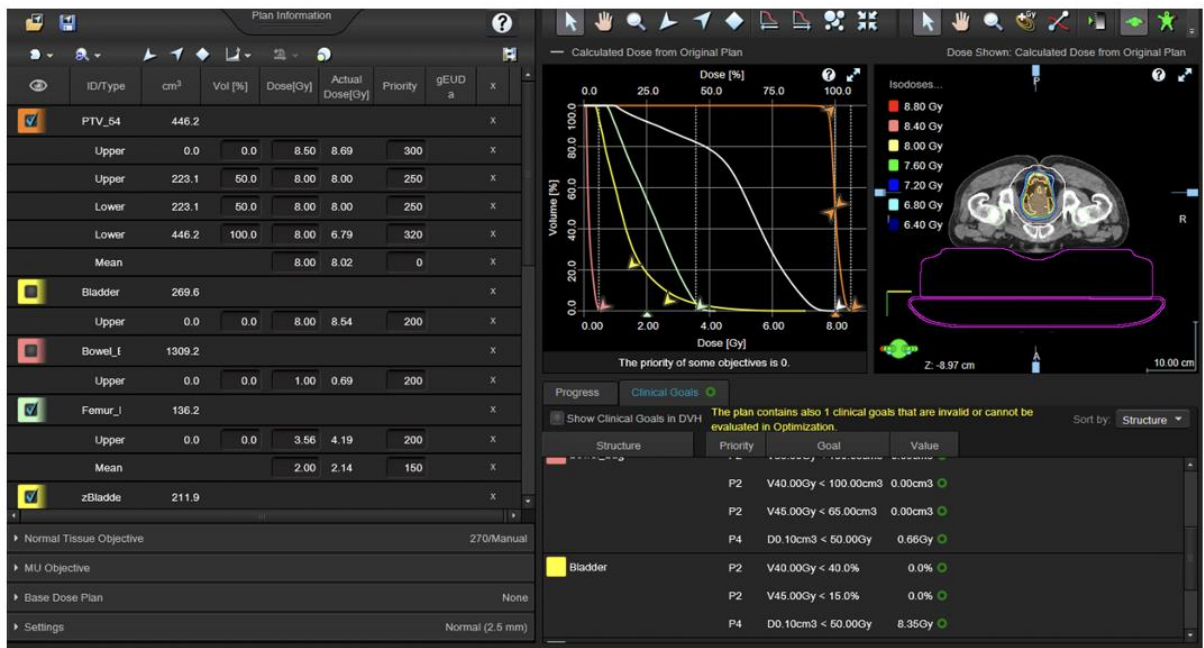 Plan Information
?
ID/Type cm³ Vol [%] Dose[Gy] Actual Dose[Gy] Priority gEUD a X
PTV_54 446.2 X
Upper 0.0 0.0 8.50 8.69 300 X
Upper 223.1 50.0 8.00 8.00 250 X
Lower 223.1 50.0 8.00 8.00 250 X
Lower 446.2 100.0 8.00 6.79 320 X
Mean 8.00 8.02 0 X
Bladder 269.6 X
Upper 0.0 0.0 8.00 8.54 200 X
Bowel_E 1309.2 X
Upper 0.0 0.0 1.00 0.69 200 X
Femur_l 136.2 X
Upper 0.0 0.0 3.56 4.19 200 X
Mean 2.00 2.14 150 X
zBladde 211.9 X
Normal Tissue Objective 270/Manual
MU Objective
Base Dose Plan None
Settings Normal (2.5 mm)
+Gy
Calculated Dose from Original Plan
Dose Shown: Calculated Dose from Original Plan
Dose [%]
?
0.0 25.0 50.0 75.0 100.0
Volume [%]
100.0
80.0
60.0
40.0
20.0
0.0
0.00 2.00 4.00 6.00 8.00
Dose [Gy]
The priority of some objectives is 0.
P
?
Isodoses...
8.80 Gy
8.40 Gy
8.00 Gy
7.60 Gy
7.20 Gy
6.80 Gy
6.40 Gy
R
Z: -8.97 cm
A
10.00 cm
Progress
Clinical Goals
Show Clinical Goals in DVH
The plan contains also 1 clinical goals that are invalid or cannot be
evaluated in Optimization.
Sort by: Structure
Structure Priority Goal Value
P2 V40.00Gy < 100.00cm3 0.00cm3
P2 V45.00Gy < 65.00cm3 0.00cm3
P4 D0.10cm3 < 50.00Gy 0.66Gy
Bladder P2 V40.00Gy < 40.0% 0.0%
P2 V45.00Gy < 15.0% 0.0%
P4 D0.10cm3 < 50.00Gy 8.35Gy